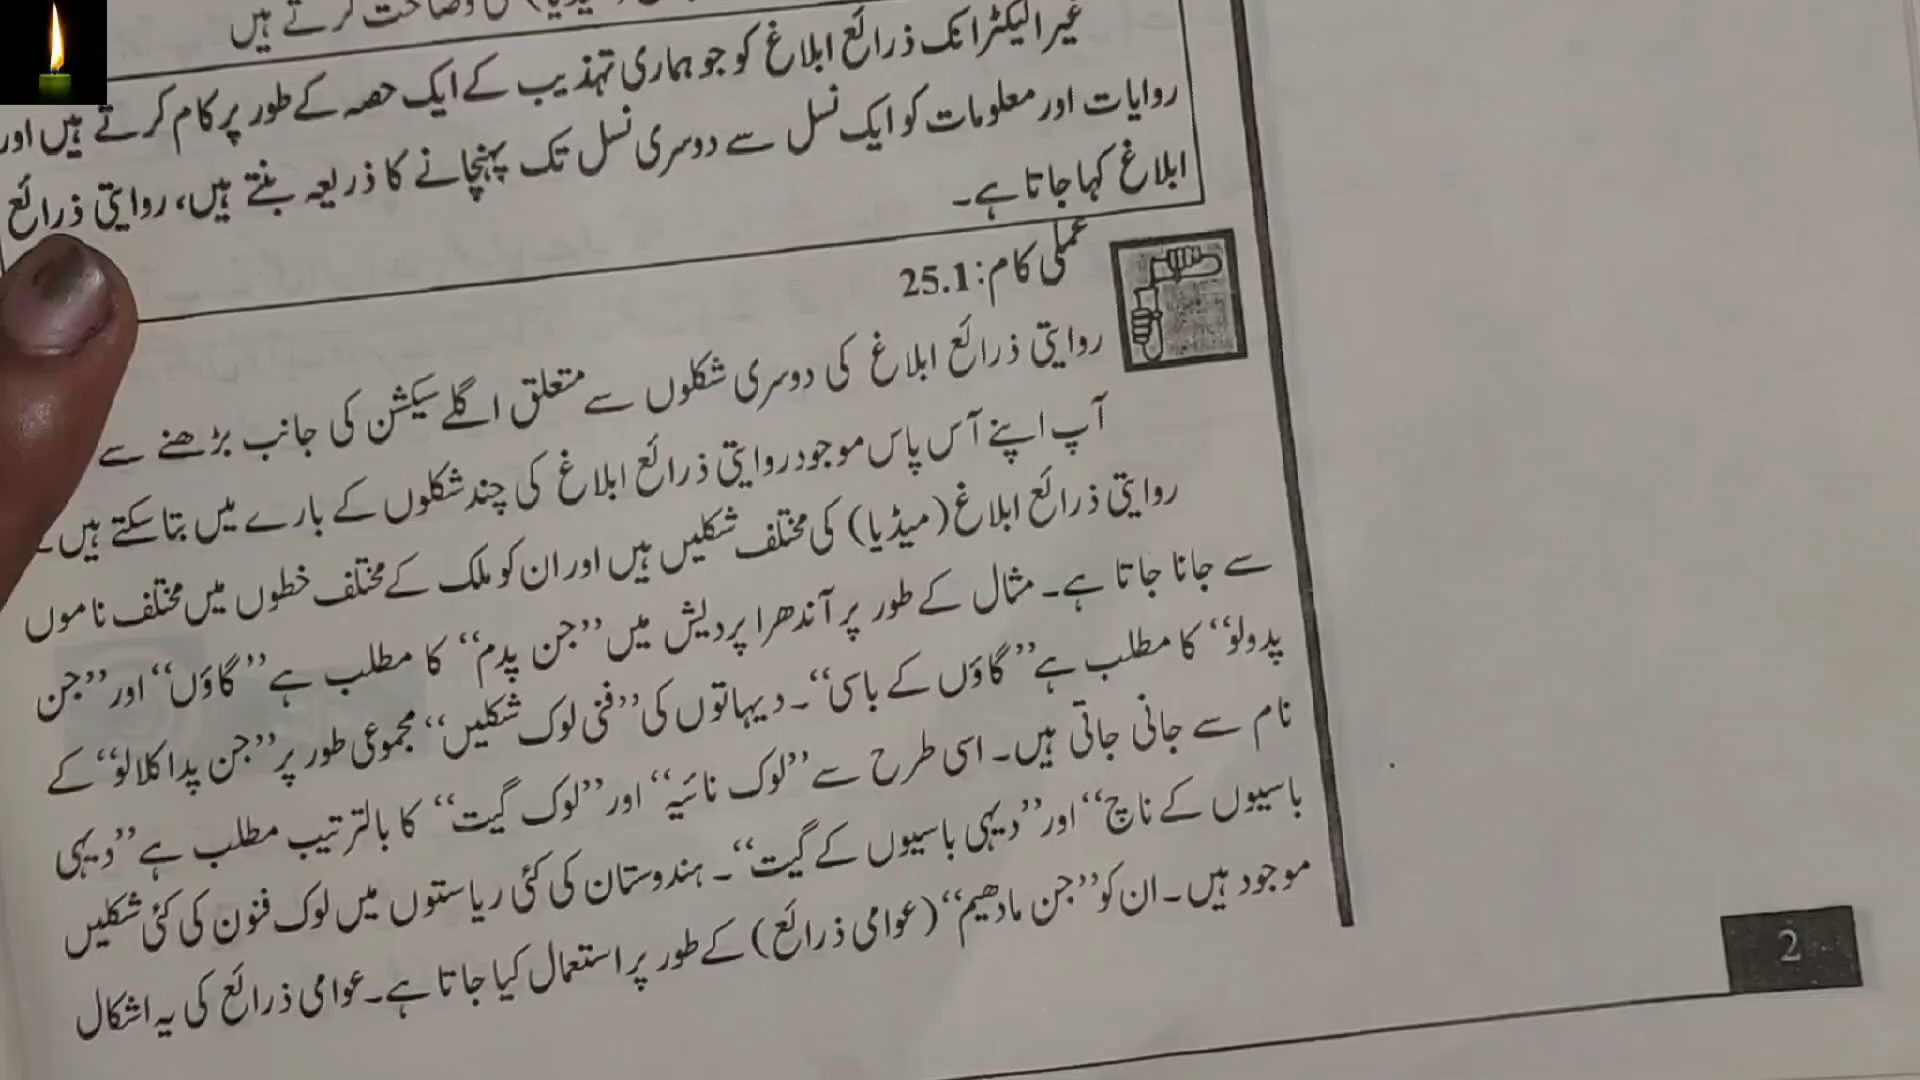 وضاحت کرتے ہیں
غیر الیکٹرانک ذرائع ابلاغ کو جو ہماری تہذیب کے ایک حصہ کے طور پر کام کرتے ہیں اور
روایات اور معلومات کو ایک نسل سے دوسری نسل تک پہنچانے کا ذریعہ بنتے ہیں، روایتی ذرائع
ابلاغ کہا جاتا ہے۔
عملی کام: 25.1
روایتی ذرائع ابلاغ کی دوسری شکلوں سے متعلق اگلے سیکشن کی جانب بڑھنے سے
آپ اپنے آس پاس موجود روایتی ذرائع ابلاغ کی چند شکلوں کے بارے میں بتا سکتے ہیں۔
روایتی ذرائع ابلاغ (میڈیا) کی مختلف شکلیں ہیں اور ان کو ملک کے مختلف خطوں میں مختلف ناموں
سے جانا جاتا ہے۔ مثال کے طور پر آندھرا پردیش میں ’’جن پدم‘‘ کا مطلب ہے ’’گاؤں‘‘ اور ’’جن
پدولو‘‘ کا مطلب ہے ’’گاؤں کے باسی‘‘۔ دیہاتوں کی ’’فنی لوک شکلیں‘‘ مجموعی طور پر ’’جن پدا کلالو‘‘ کے
نام سے جانی جاتی ہیں۔ اسی طرح سے ’’لوک نائیہ‘‘ اور ’’لوک گیت‘‘ کا بالترتیب مطلب ہے ’’دیہی
باسیوں کے ناچ‘‘ اور ’’دیہی باسیوں کے گیت‘‘۔ ہندوستان کی کئی ریاستوں میں لوک فنون کی کئی شکلیں
موجود ہیں۔ ان کو ’’جن مادھیم‘‘ (عوامی ذرائع) کے طور پر استعمال کیا جاتا ہے۔ عوامی ذرائع کی یہ اشکال
2